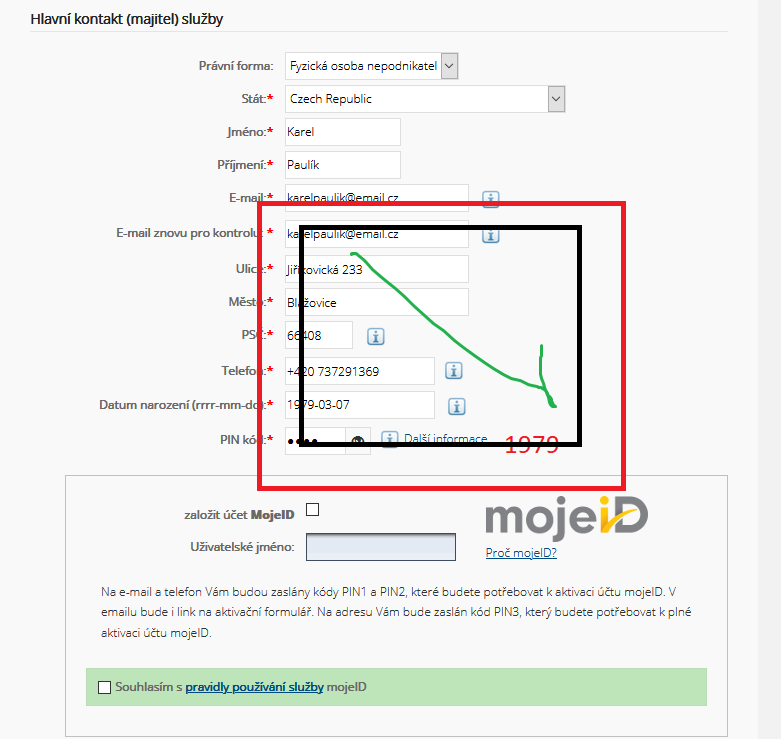 Hlavní kontakt (majitel) služby
Právní forma: Fyzická osoba nepodnikatel
Stát:* Czech Republic
Jméno:* Karel
Příjmení:* Paulík
E-mail:* karelpaulik@email.cz
E-mail znovu pro kontrolu:* karelpaulik@email.cz
Ulice:* Jiříkovická 233
Město:* Blažovice
PSČ:* 66408
Telefon:* +420 737291369
Datum narození (rrrr-mm-dd):* 1979-03-07
PIN kód:* •••• Další informace 1979
založit účet MojeID
mojeiD
Uživatelské jméno:
Proč mojeID?
Na e-mail a telefon Vám budou zaslány kódy PIN1 a PIN2, které budete potřebovat k aktivaci účtu mojeID. V
emailu bude i link na aktivační formulář. Na adresu Vám bude zaslán kód PIN3, který budete potřebovat k plné
aktivaci účtu mojeID.
Souhlasím s pravidly používání služby mojeID